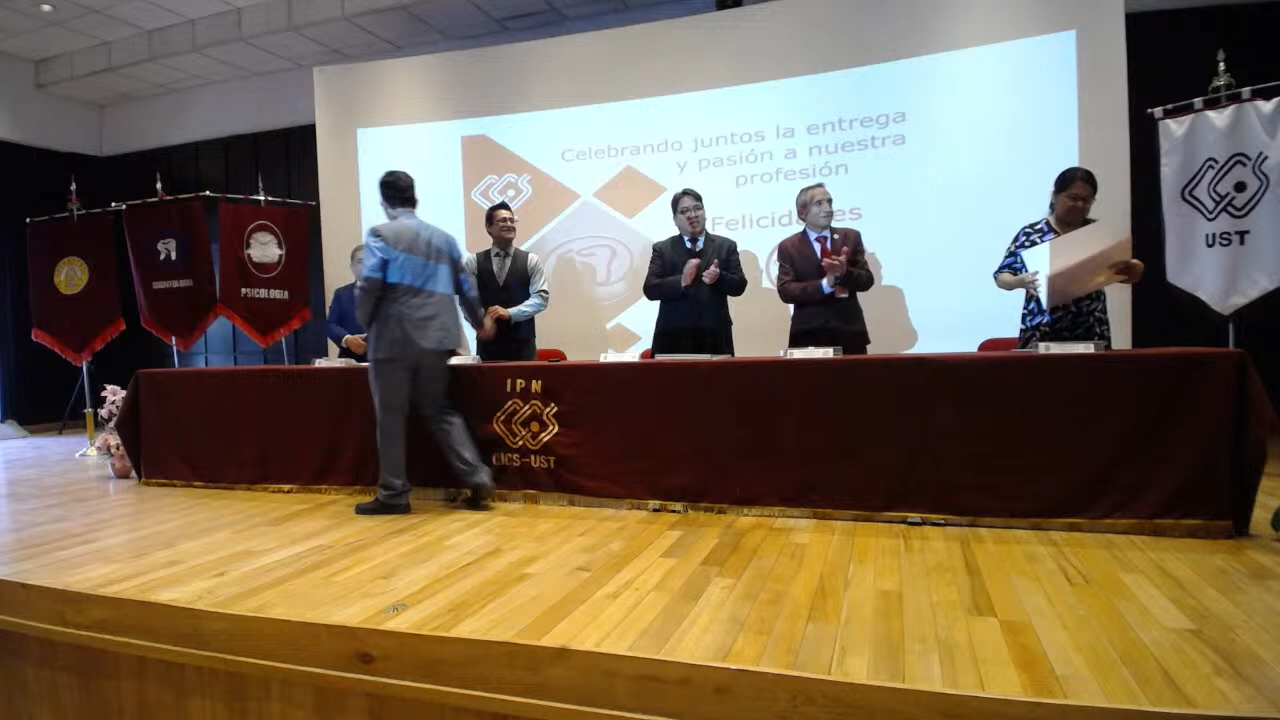 Celebrando juntos la entrega
y pasión a nuestra
profesión
ODONTOLOGIA
PSICOLOGIA
UST
IPN
CICS-UST